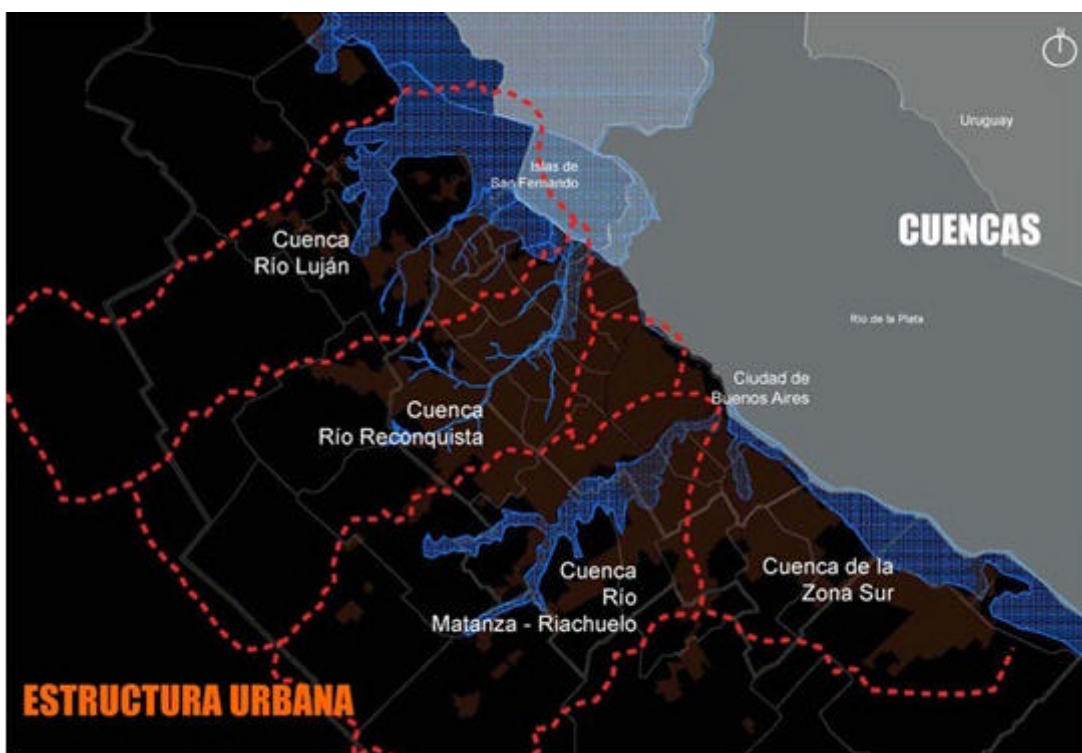 N
Uruguay
Islas de
San Fernando
CUENCAS
Cuenca
Río Luján
Río de la Plata
Ciudad de
Buenos Aires
Cuenca
Río Reconquista
Cuenca
Río
Matanza - Riachuelo
Cuenca de la
Zona Sur
ESTRUCTURA URBANA